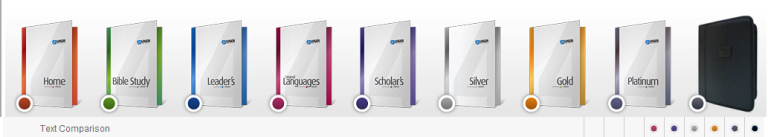 Home
Bible Study
Leader's
Original
Languages
Scholar's
Silver
Gold
Platinum
Text Comparison